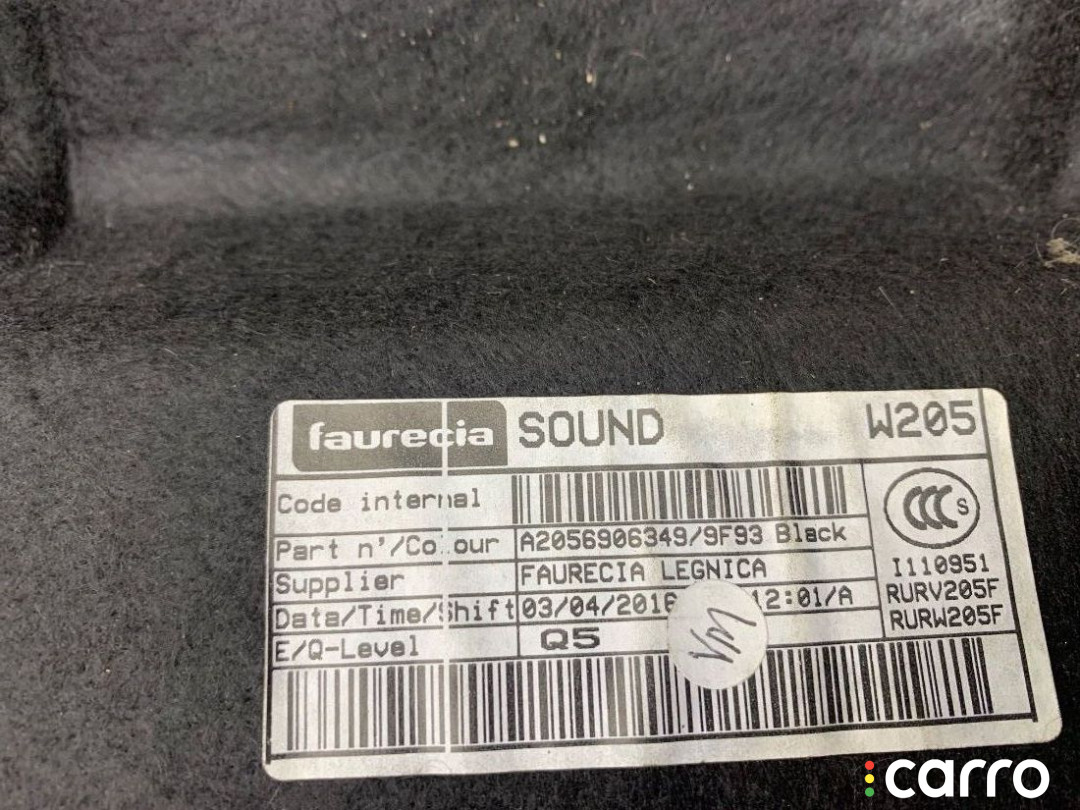 faurecia SOUND W205
Code internal
Part n'/Colour A2056906349/9F93 Black
Supplier FAURECIA LEGNICA
Data/Time/Shift 03/04/2016 12:01/A
E/Q-Level Q5
CCC S
I110951
RURV205F
RURW205F
carro